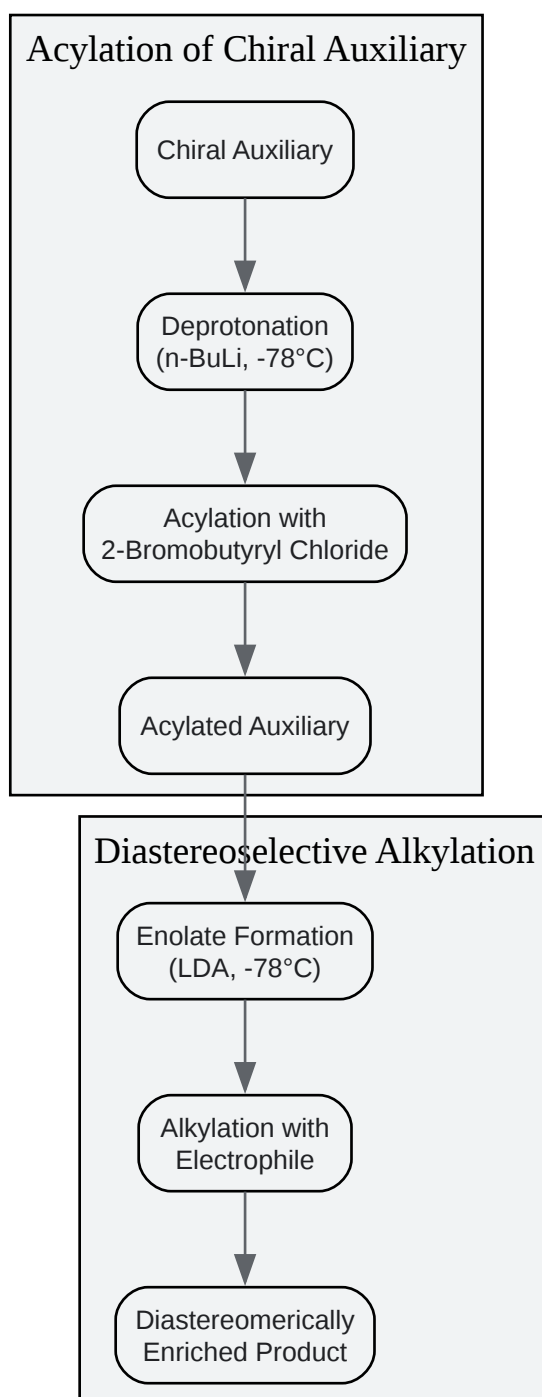 Acylation of Chiral Auxiliary
Chiral Auxiliary
Deprotonation
(n-BuLi, -78°C)
Acylation with
2-Bromobutyryl Chloride
Acylated Auxiliary
Diastereoselective Alkylation
Enolate Formation
(LDA, -78°C)
Alkylation with
Electrophile
Diastereomerically
Enriched Product